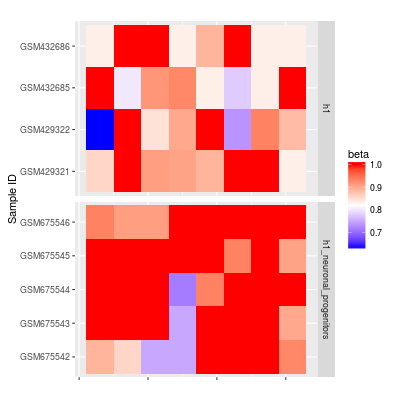 GSM432686
GSM432685
GSM429322
GSM429321
h1
GSM675546
GSM675545
GSM675544
GSM675543
GSM675542
h1_neuronal_progenitors
Sample ID
beta
1.0
0.9
0.8
0.7